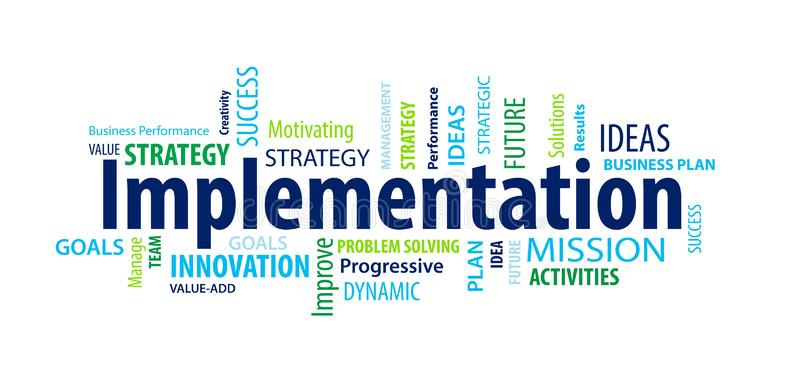 Business Performance
Creativity
SUCCESS
Motivating
MANAGEMENT
STRATEGY
Performance
IDEAS
STRATEGIC
FUTURE
Solutions
Results
IDEAS
VALUE
STRATEGY
STRATEGY
BUSINESS PLAN
Implementation
GOALS
Manage
TEAM
GOALS
INNOVATION
VALUE-ADD
Improve
PROBLEM SOLVING
Progressive
DYNAMIC
PLAN
IDEA
FUTURE
MISSION
ACTIVITIES
SUCCESS